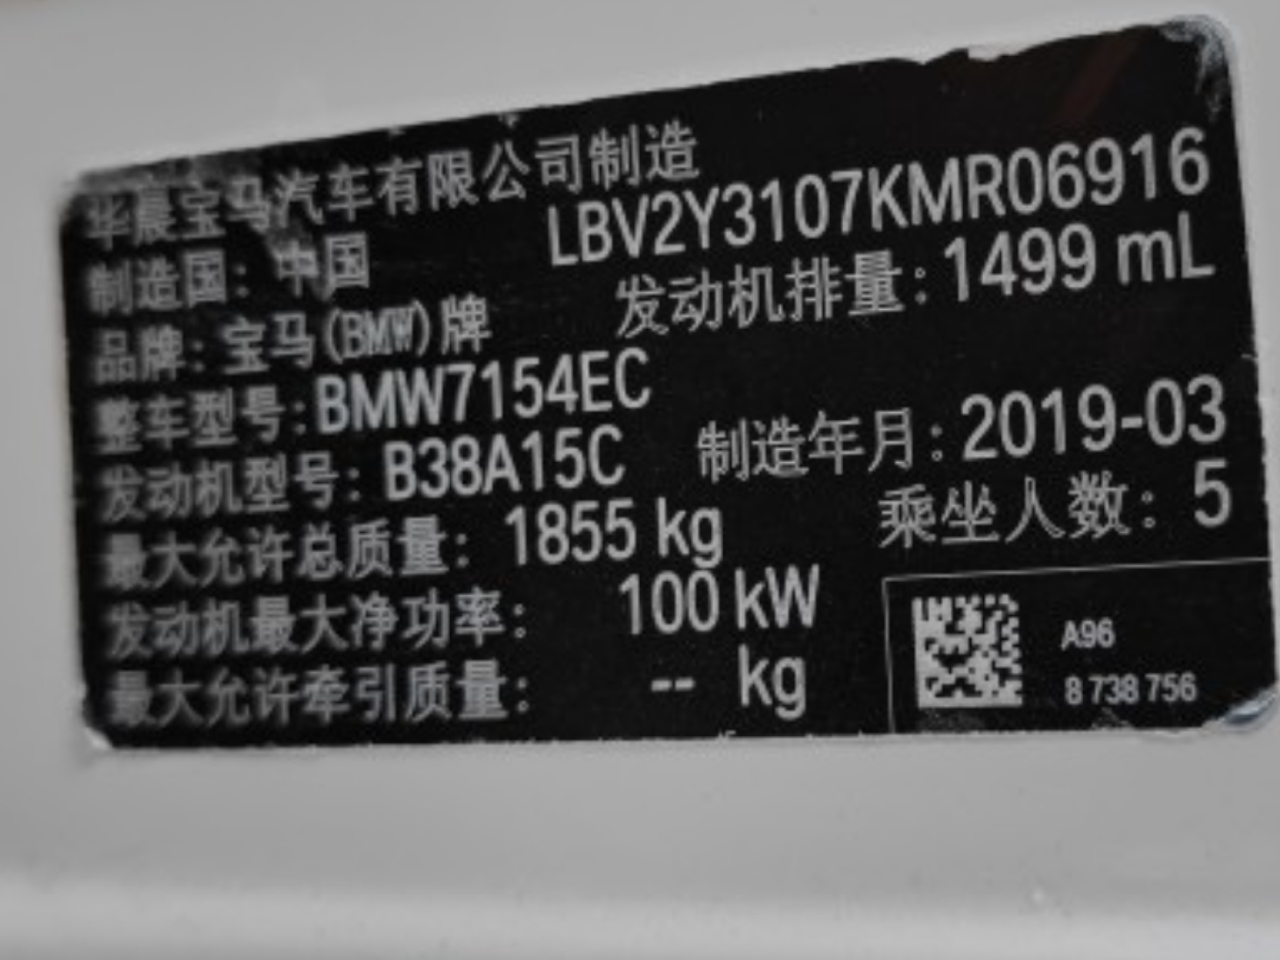 华晨宝马汽车有限公司制造
制造国：中国 LBV2Y3107KMR06916
品牌：宝马(BMW)牌 发动机排量：1499 mL
整车型号：BMW7154EC
发动机型号：B38A15C 制造年月：2019-03
最大允许总质量：1855 kg 乘坐人数：5
发动机最大净功率：100 kW
最大允许牵引质量：-- kg
A96
8 738 756